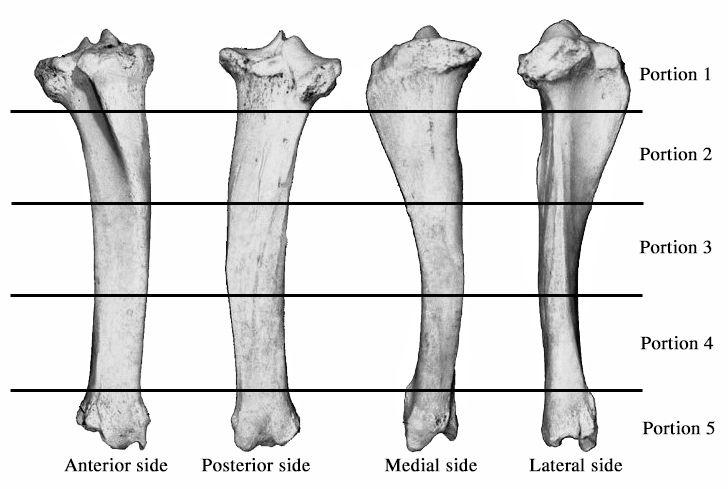 Portion 1
Portion 2
Portion 3
Portion 4
Portion 5
Anterior side Posterior side Medial side Lateral side